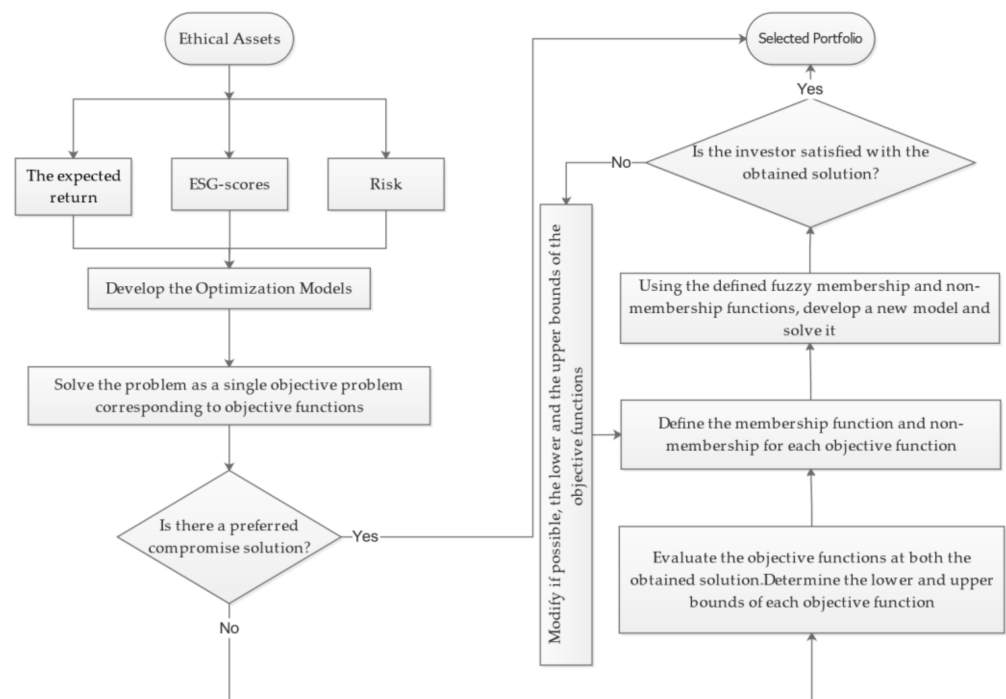 Ethical Assets
The expected
return
ESG-scores
Risk
Develop the Optimization Models
Solve the problem as a single objective problem
corresponding to objective functions
Is there a preferred
compromise solution?
Yes
No
Selected Portfolio
Yes
Is the investor satisfied with the
obtained solution?
No
Modify if possible, the lower and the upper bounds of the
objective functions
Using the defined fuzzy membership and non-
membership functions, develop a new model and
solve it
Define the membership function and non-
membership for each objective function
Evaluate the objective functions at both the
obtained solution.Determine the lower and upper
bounds of each objective function